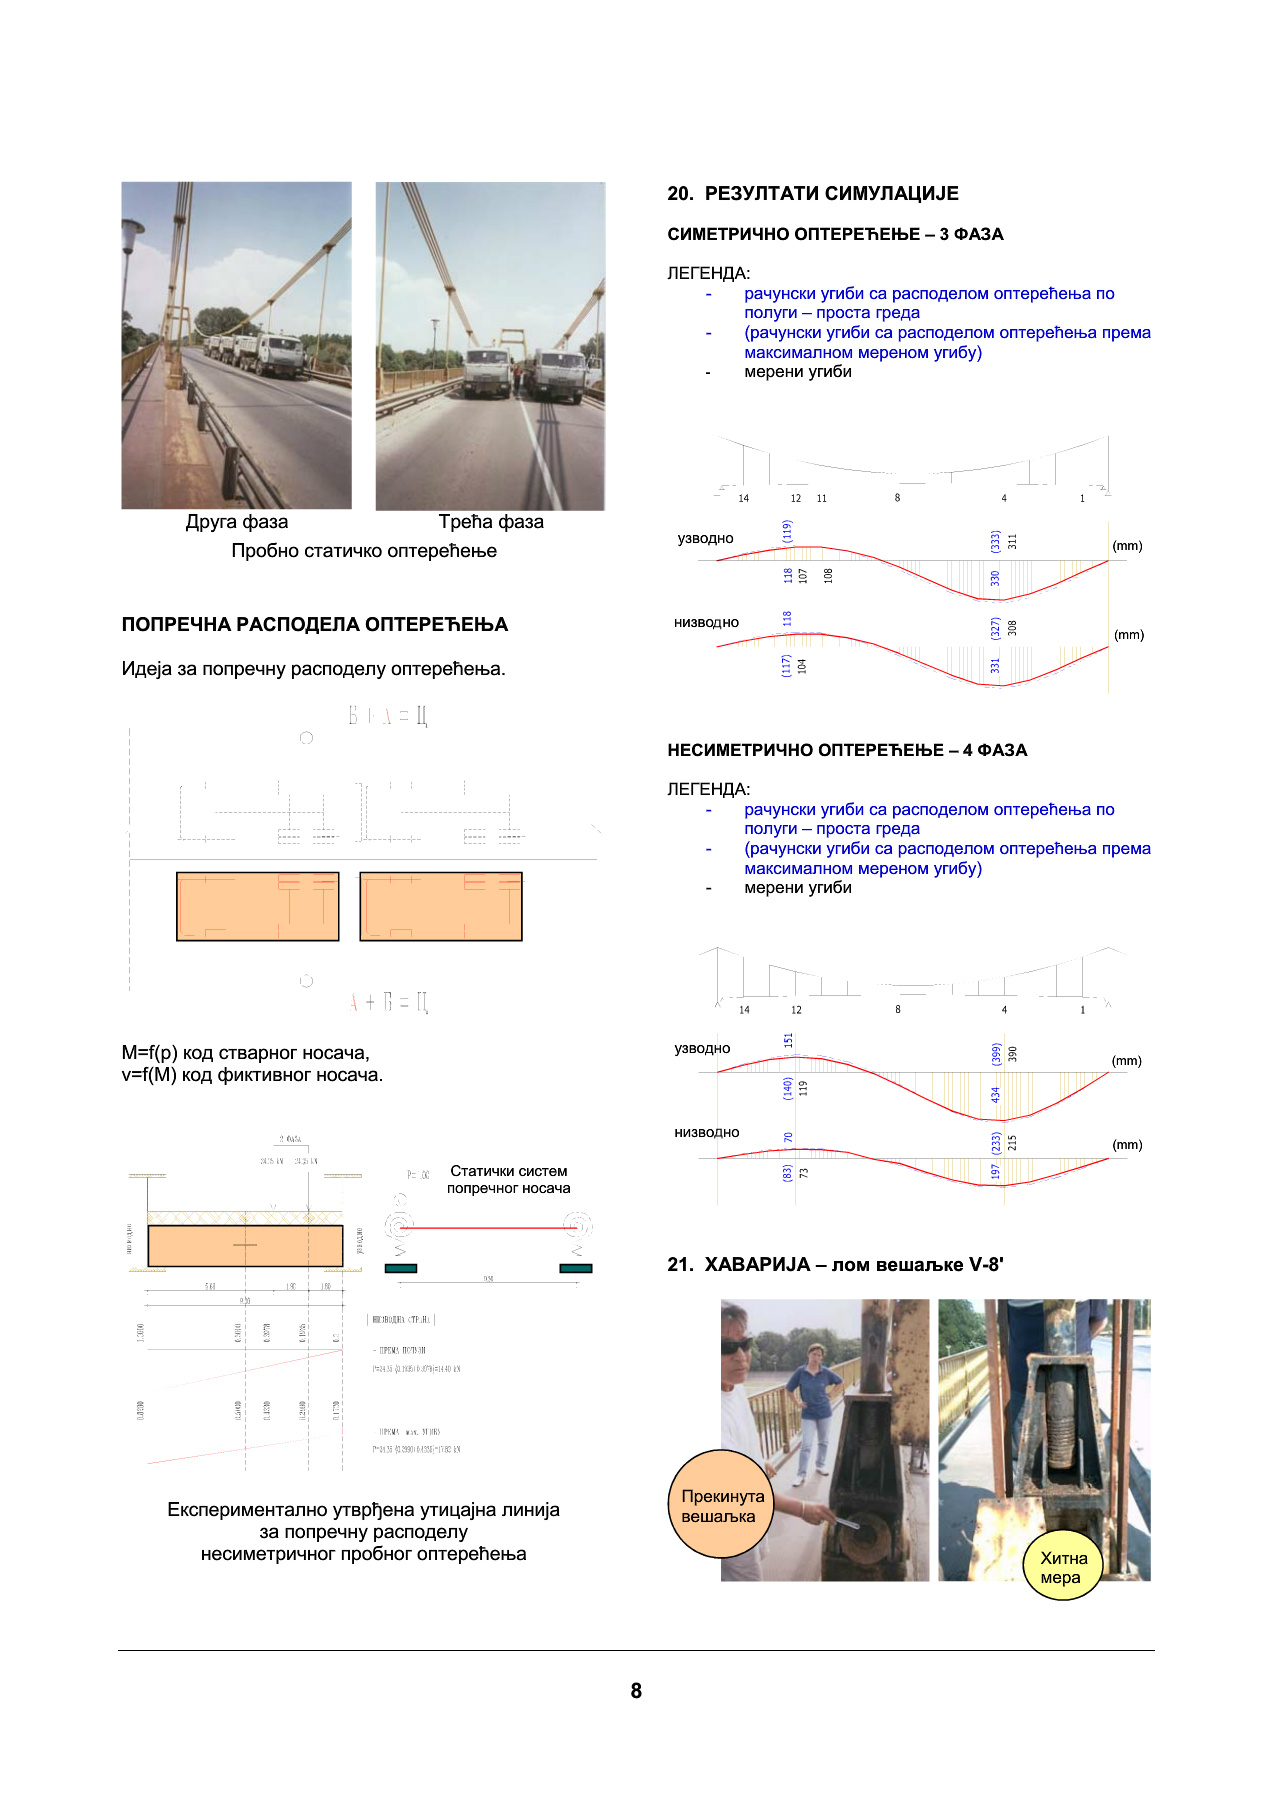 Друга фаза
Трећа фаза
Пробно статичко оптерећење
ПОПРЕЧНА РАСПОДЕЛА ОПТЕРЕЋЕЊА
Идеја за попречну расподелу оптерећења.
Б + А = Ц
А + Б = Ц
M=f(p) код стварног носача,
v=f(M) код фиктивног носача.
Статички систем
попречног носача
НИЗВОДНА СТРАНА
Експериментално утврђена утицајна линија
за попречну расподелу
несиметричног пробног оптерећења
20. РЕЗУЛТАТИ СИМУЛАЦИЈЕ
СИМЕТРИЧНО ОПТЕРЕЋЕЊЕ – 3 ФАЗА
ЛЕГЕНДА:
- рачунски угиби са расподелом оптерећења по
полуги – проста греда
- (рачунски угиби са расподелом оптерећења према
максималном мереном угибу)
- мерени угиби
14 12 11 8 4 1
узводно
(119)
(333)
311
(mm)
118
107
108
330
низводно
118
(327)
308
(mm)
(117)
104
331
НЕСИМЕТРИЧНО ОПТЕРЕЋЕЊЕ – 4 ФАЗА
ЛЕГЕНДА:
- рачунски угиби са расподелом оптерећења по
полуги – проста греда
- (рачунски угиби са расподелом оптерећења према
максималном мереном угибу)
- мерени угиби
14 12 8 4 1
узводно
151
(399)
390
(mm)
(140)
119
434
низводно
70
(233)
215
(mm)
(83)
73
197
21. ХАВАРИЈА – лом вешаљке V-8'
Прекинута
вешаљка
Хитна
мера
8